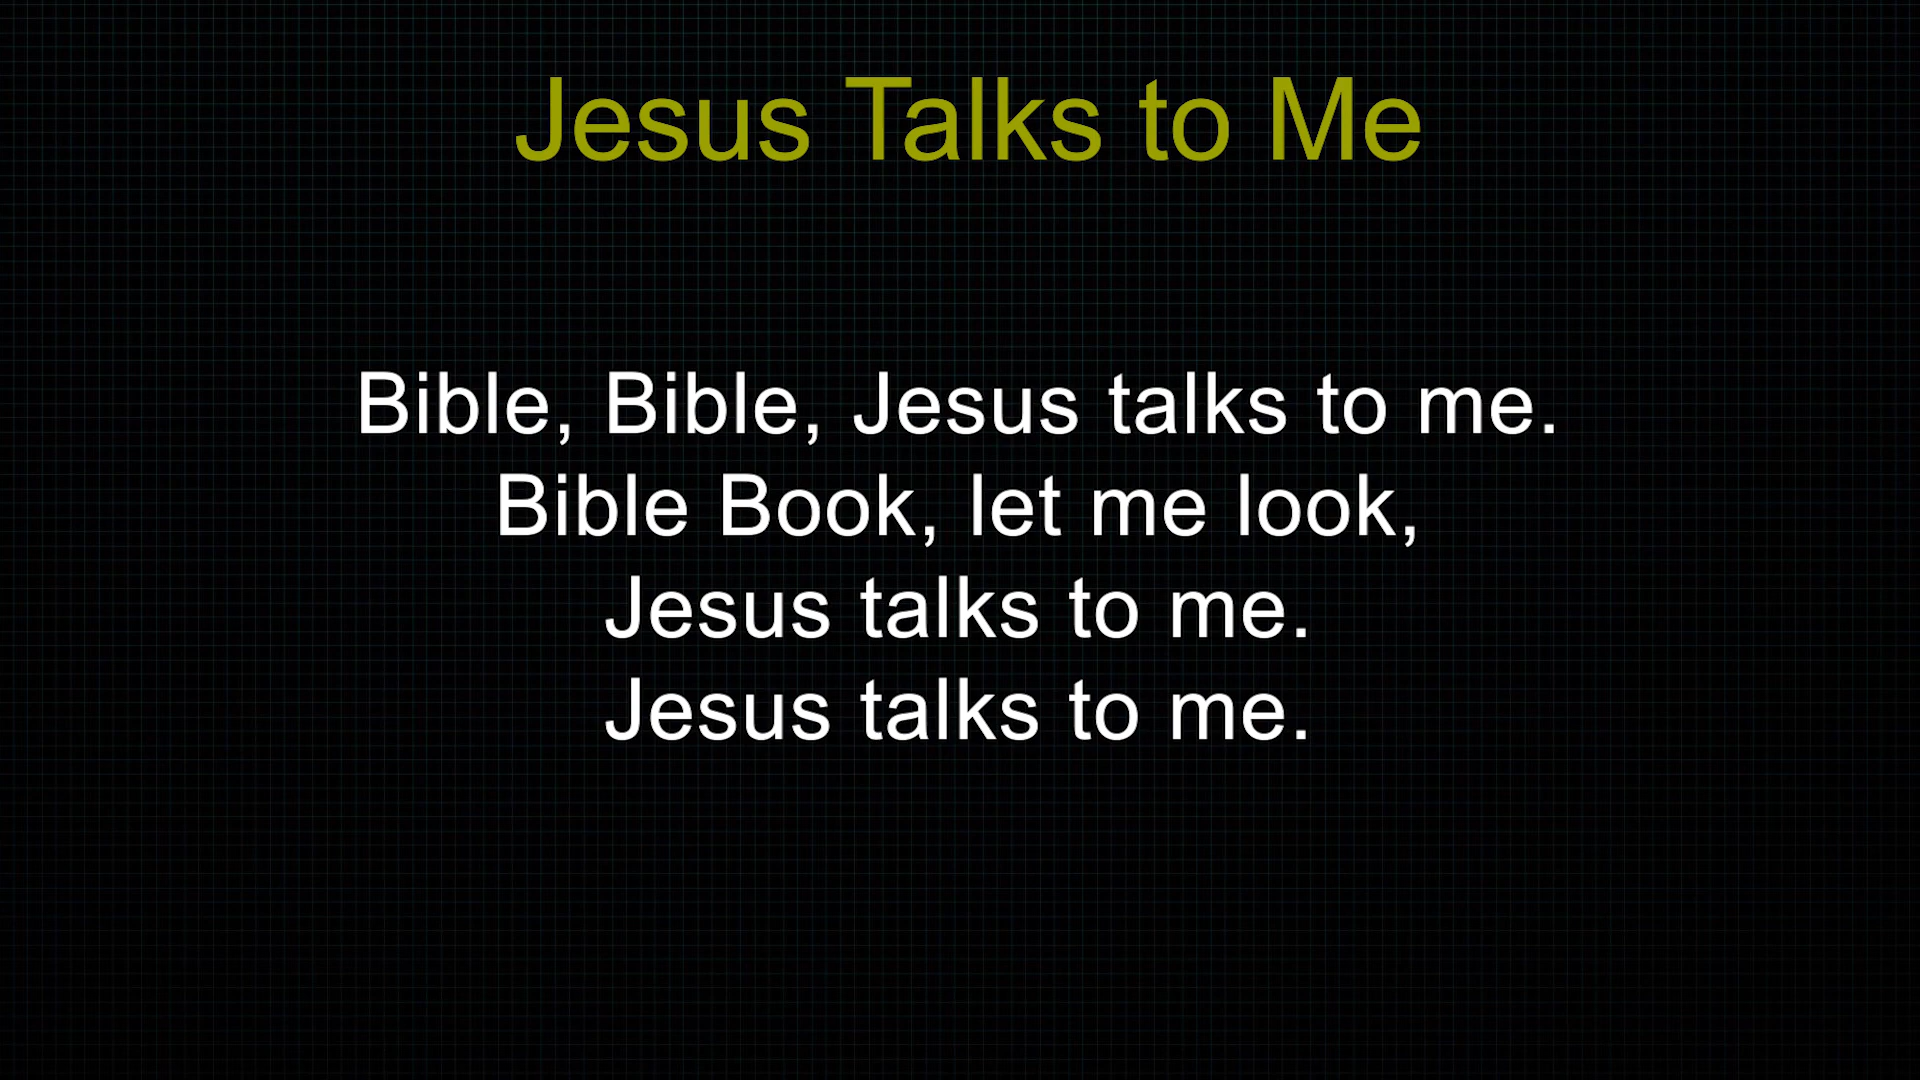 Jesus Talks to Me
Bible, Bible, Jesus talks to me.
Bible Book, let me look,
Jesus talks to me.
Jesus talks to me.